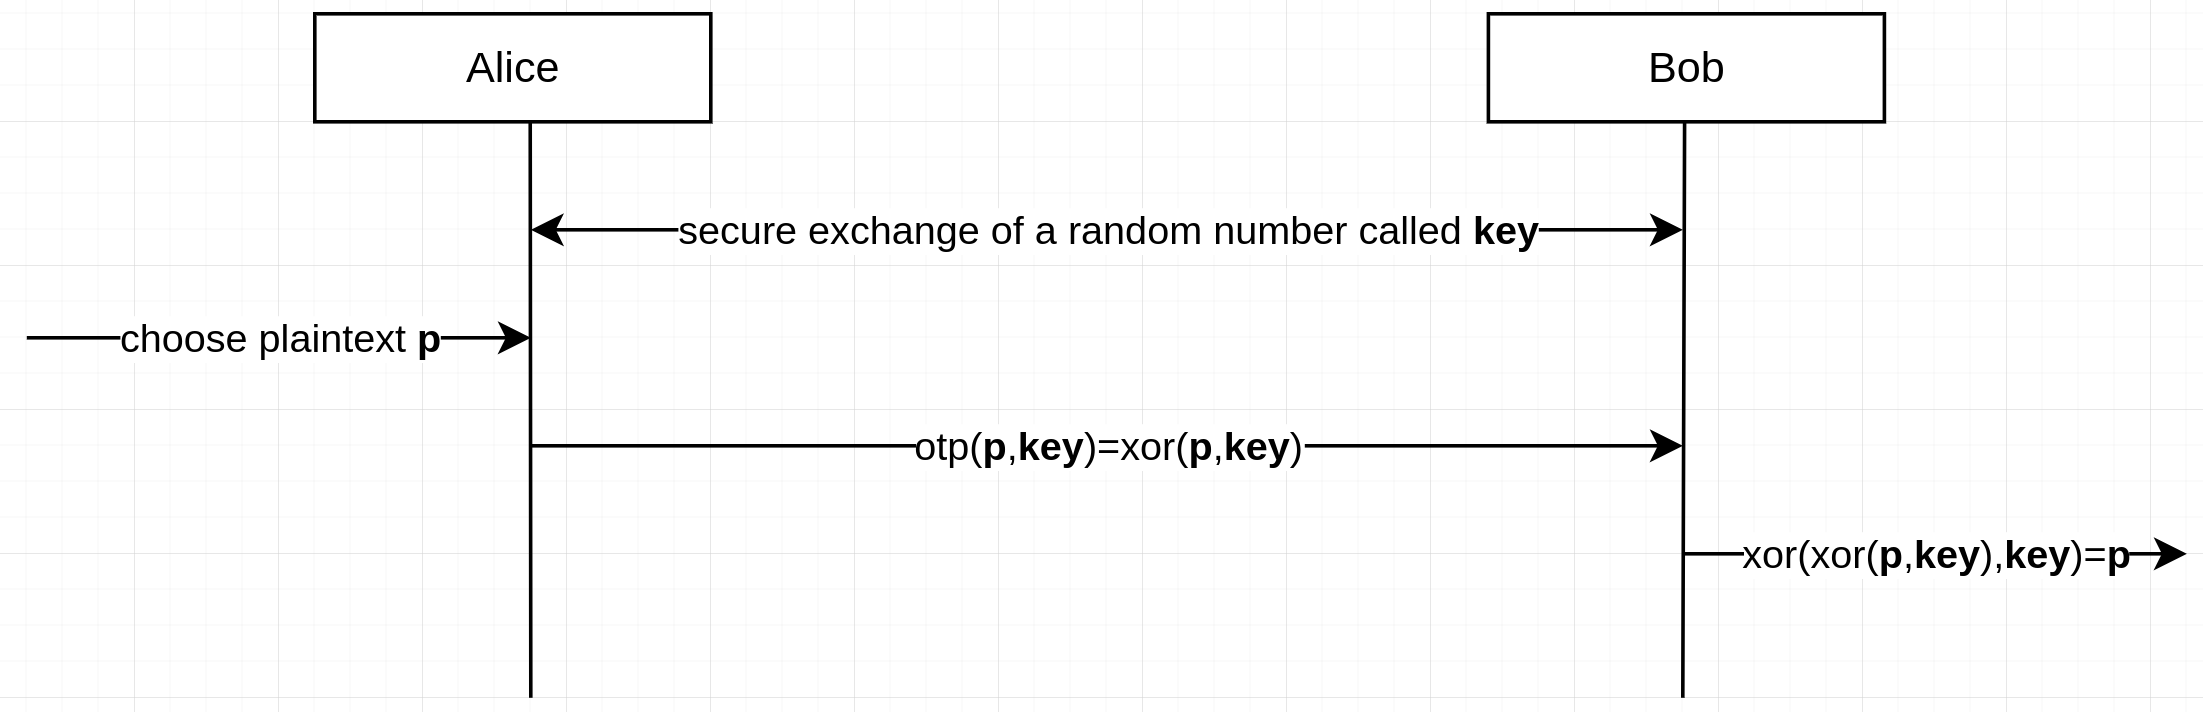 Alice
Bob
secure exchange of a random number called key
choose plaintext p
otp(p,key)=xor(p,key)
xor(xor(p,key),key)=p